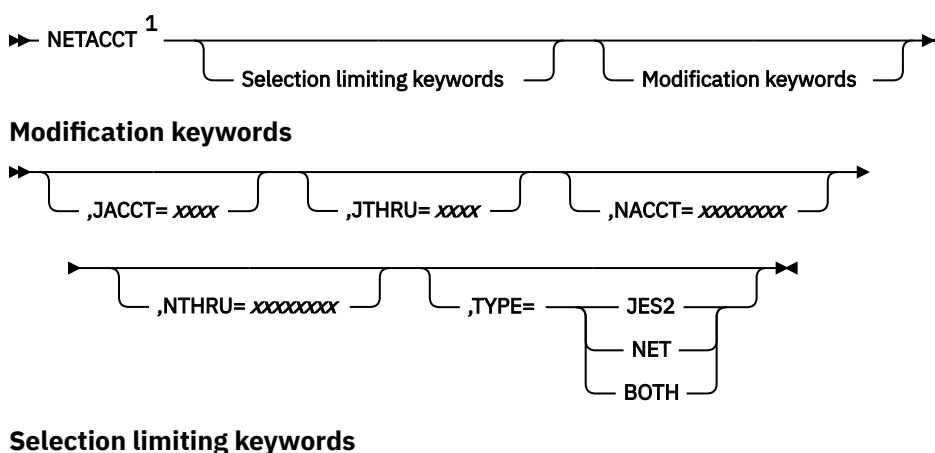 NETACCT 1
Selection limiting keywords Modification keywords
Modification keywords
,JACCT= xxxx ,JTHRU= xxxx ,NACCT= xxxxxxxx
,NTHRU= xxxxxxxx ,TYPE= JES2
NET
BOTH
Selection limiting keywords